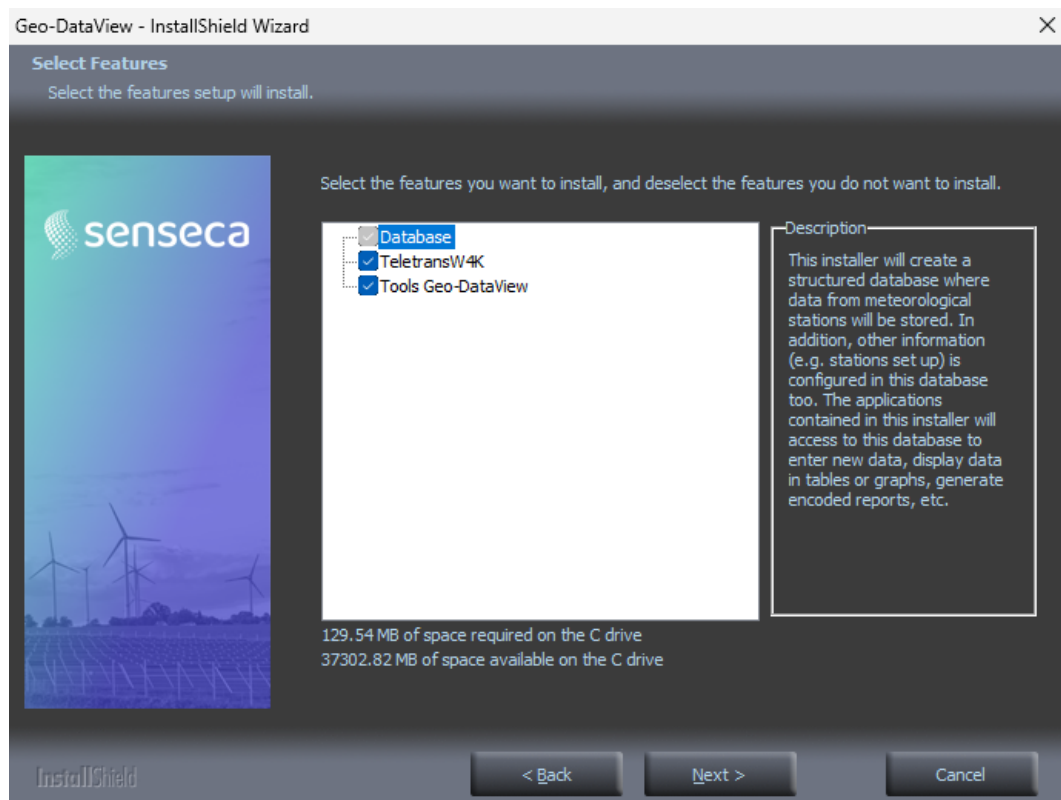 Geo-DataView - InstallShield Wizard
Select Features
Select the features setup will install.
senseca
Select the features you want to install, and deselect the features you do not want to install.
Database
TeletransW4K
Tools Geo-DataView
Description
This installer will create a
structured database where
data from meteorological
stations will be stored. In
addition, other information
(e.g. stations set up) is
configured in this database
too. The applications
contained in this installer will
access to this database to
enter new data, display data
in tables or graphs, generate
encoded reports, etc.
129.54 MB of space required on the C drive
37302.82 MB of space available on the C drive
InstallShield
< Back
Next >
Cancel